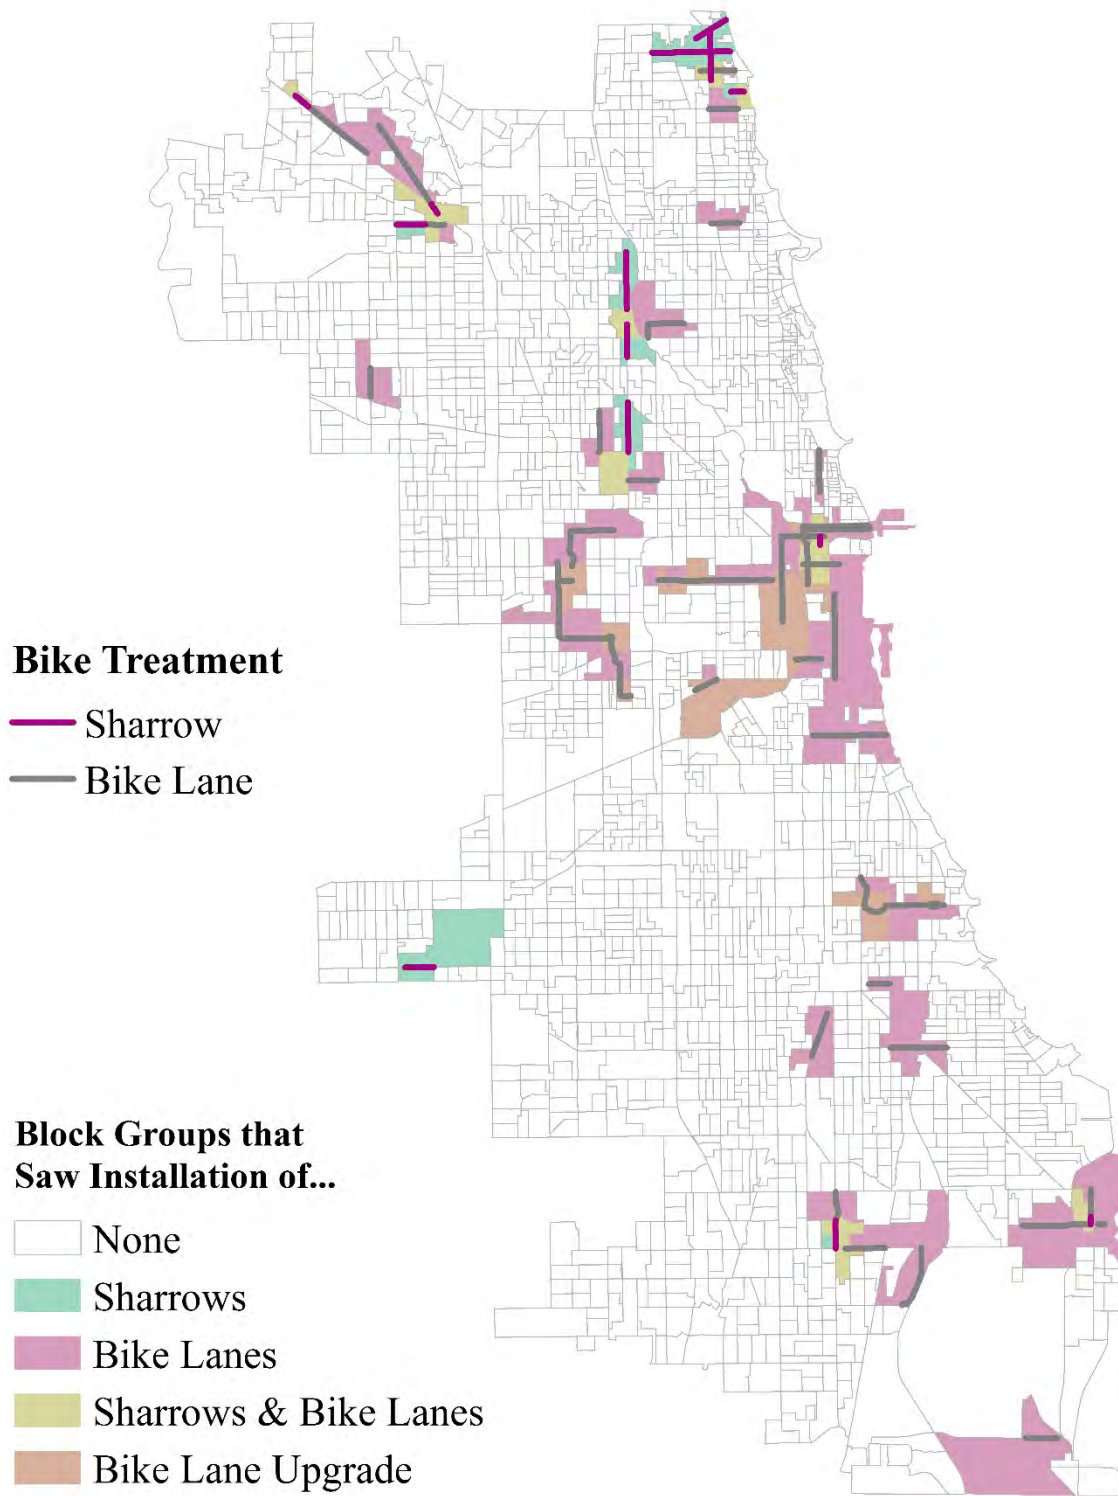 Bike Treatment
Sharrow
Bike Lane
Block Groups that
Saw Installation of...
None
Sharrows
Bike Lanes
Sharrows & Bike Lanes
Bike Lane Upgrade